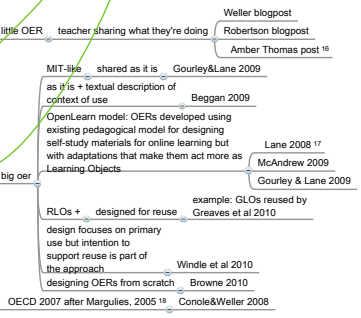 Weller blogpost
little OER teacher sharing what they're doing Robertson blogpost
Amber Thomas post 16
MIT-like shared as it is Gourley&Lane 2009
as it is + textual description of
context of use Beggan 2009
OpenLearn model: OERs developed using
existing pedagogical model for designing
self-study materials for online learning but
with adaptations that make them act more as
Learning Objects
Lane 2008 17
McAndrew 2009
Gourley & Lane 2009
big oer
RLOs + designed for reuse
example: GLOs reused by
Greaves et al 2010
design focuses on primary
use but intention to
support reuse is part of
the approach Windle et al 2010
designing OERs from scratch Browne 2010
OECD 2007 after Margulies, 2005 18 Conole&Weller 2008